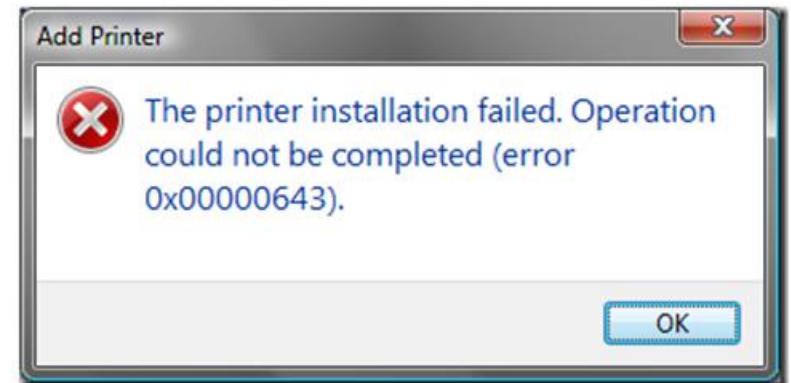 Add Printer
The printer installation failed. Operation
could not be completed (error
0x00000643).
OK